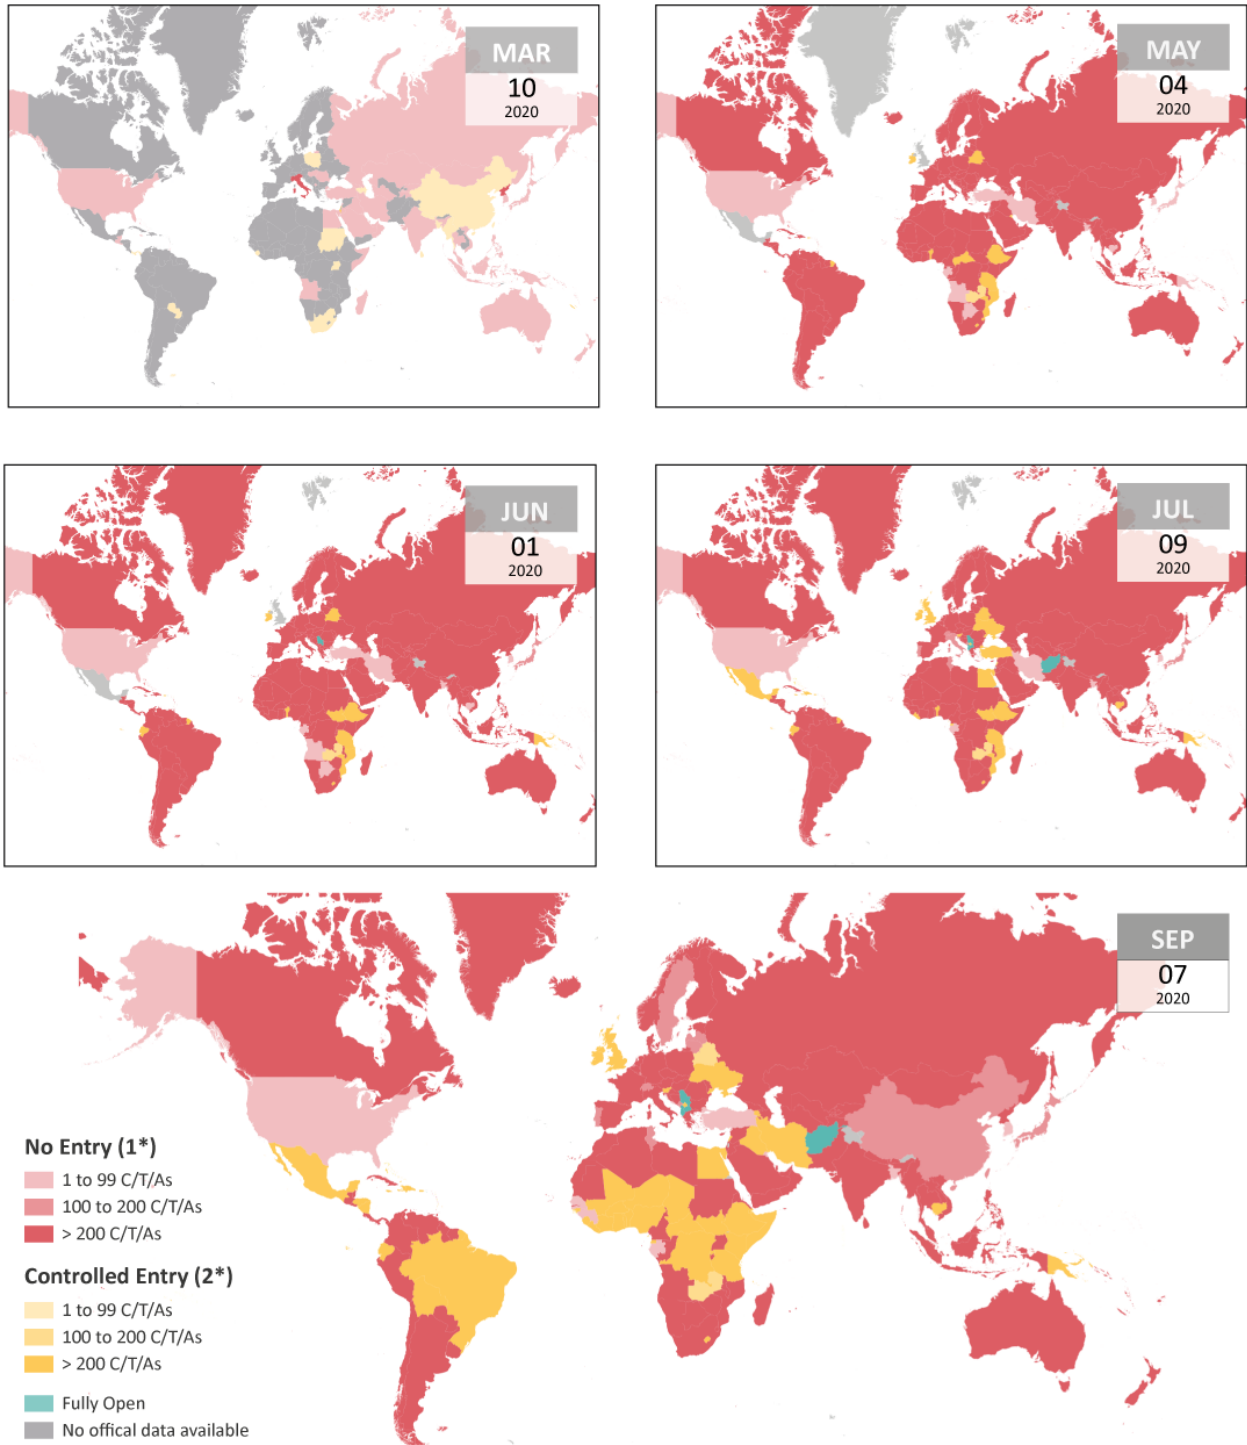 MAR
10
2020
MAY
04
2020
JUN
01
2020
JUL
09
2020
SEP
07
2020
No Entry (1*)
1 to 99 C/T/As
100 to 200 C/T/As
> 200 C/T/As
Controlled Entry (2*)
1 to 99 C/T/As
100 to 200 C/T/As
> 200 C/T/As
Fully Open
No offical data available